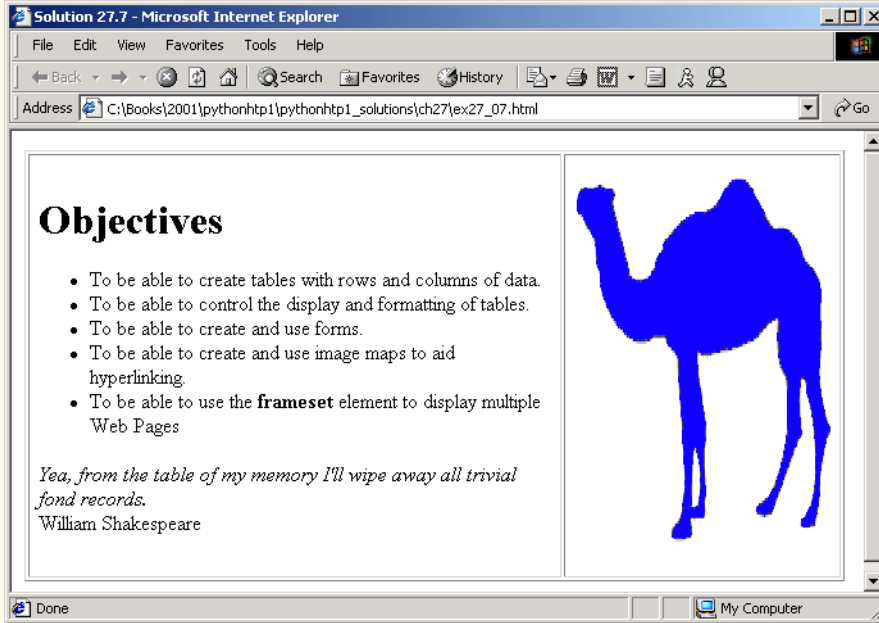 Solution 27.7 - Microsoft Internet Explorer
File Edit View Favorites Tools Help
Back Search Favorites History W
Address C:\Books\2001\pythonhtp1\pythonhtp1_solutions\ch27\ex27_07.html Go
Objectives
• To be able to create tables with rows and columns of data.
• To be able to control the display and formatting of tables.
• To be able to create and use forms.
• To be able to create and use image maps to aid
hyperlinking.
• To be able to use the frameset element to display multiple
Web Pages
Yea, from the table of my memory I'll wipe away all trivial
fond records.
William Shakespeare
Done My Computer